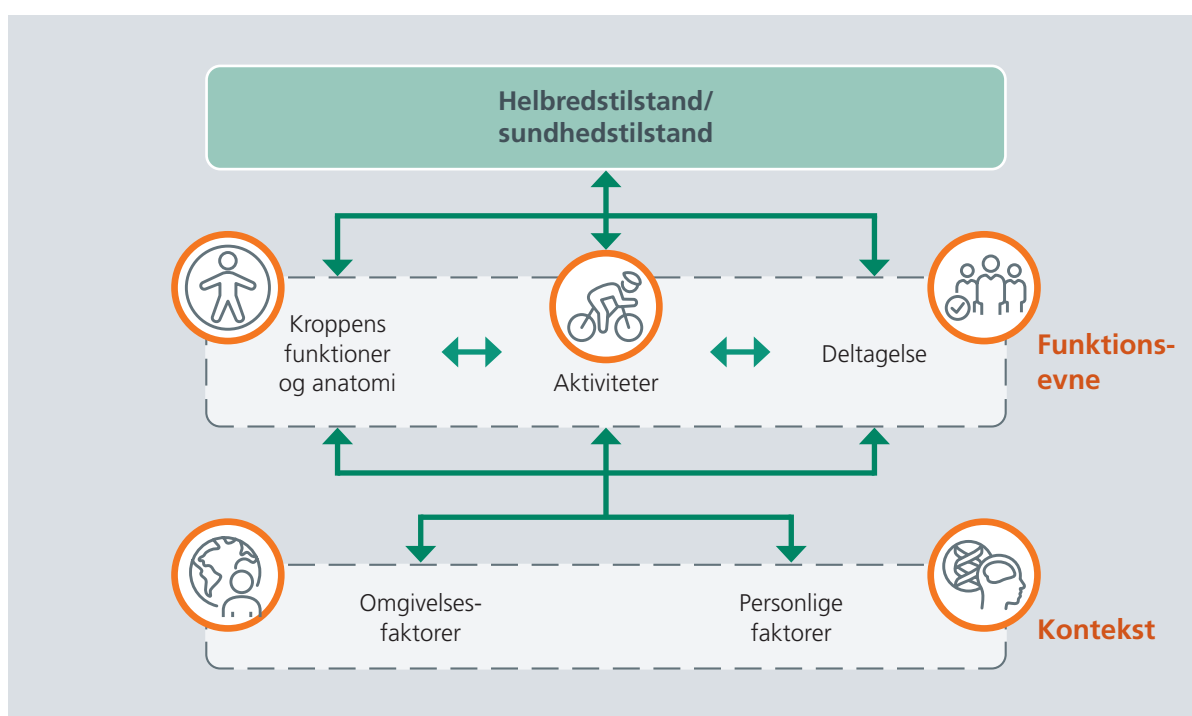 Helbredstilstand/
sundhedstilstand
Kroppens
funktioner
og anatomi
Aktiviteter
Deltagelse
Funktions-
evne
Omgivelses-
faktorer
Personlige
faktorer
Kontekst